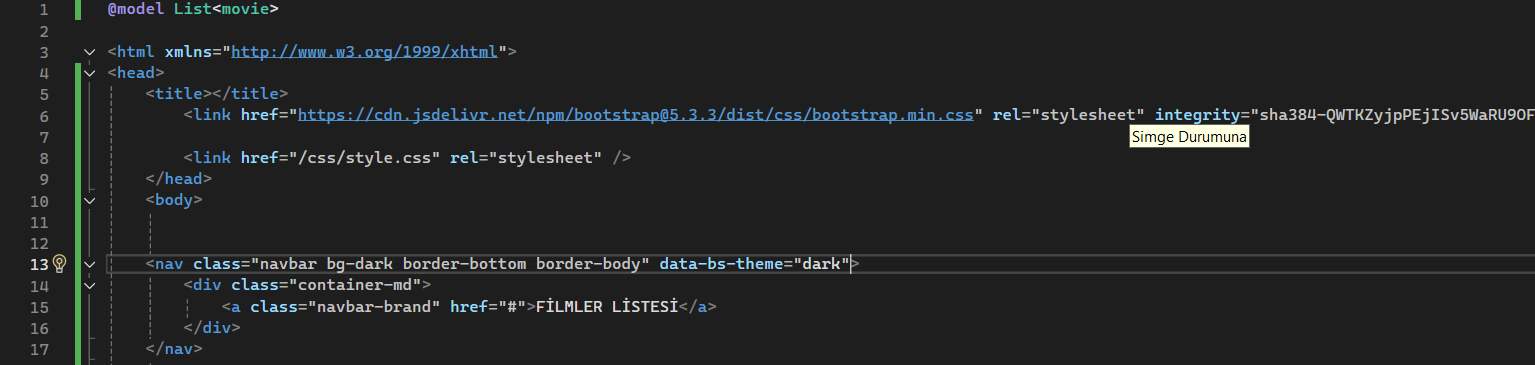 1 @model List<movie>
2
3 <html xmlns="http://www.w3.org/1999/xhtml">
4 <head>
5 <title></title>
6 <link href="https://cdn.jsdelivr.net/npm/bootstrap@5.3.3/dist/css/bootstrap.min.css" rel="stylesheet" integrity="sha384-QWTKZyjpPEjISv5WaRU9OF
Simge Durumuna
7
8 <link href="/css/style.css" rel="stylesheet" />
9 </head>
10 <body>
11
12
13 <nav class="navbar bg-dark border-bottom border-body" data-bs-theme="dark">
14 <div class="container-md">
15 <a class="navbar-brand" href="#">FİLMLER LİSTESİ</a>
16 </div>
17 </nav>